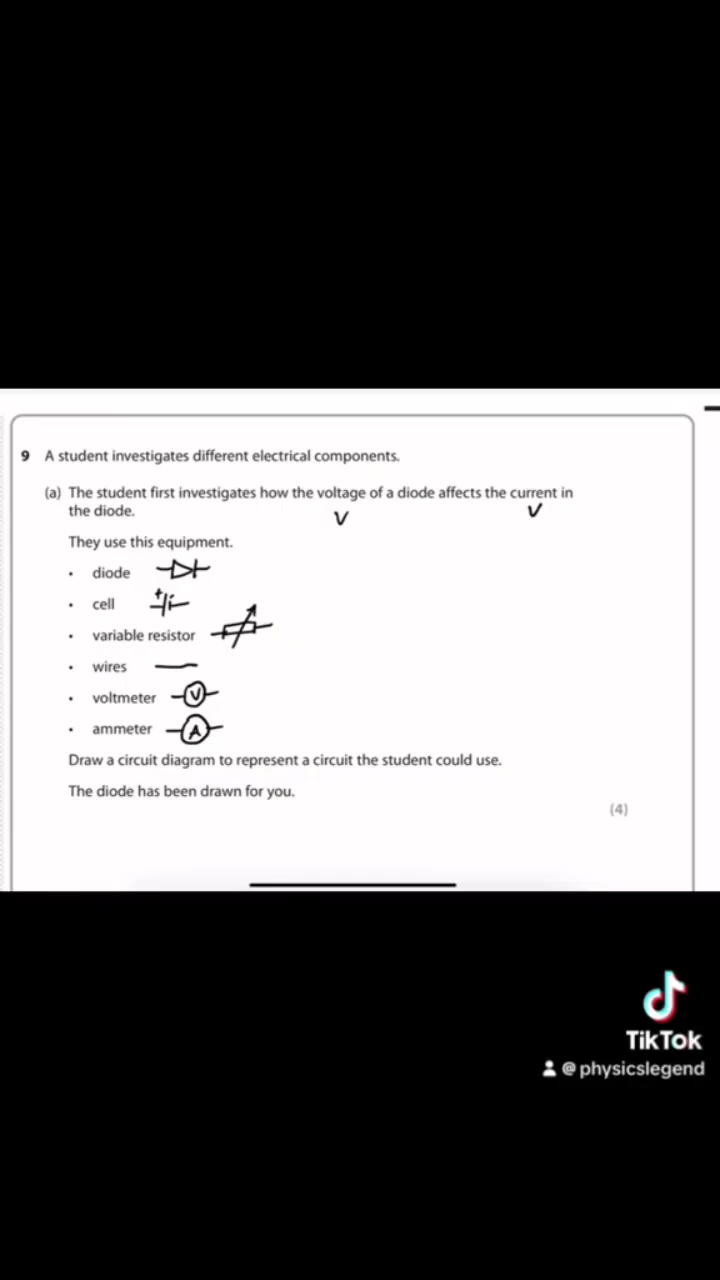 9 A student investigates different electrical components.
(a) The student first investigates how the voltage of a diode affects the current in
the diode.
V
V
They use this equipment.
• diode
• cell +
• variable resistor
• wires
• voltmeter V
• ammeter A
Draw a circuit diagram to represent a circuit the student could use.
The diode has been drawn for you.
(4)
TikTok
@physicslegend